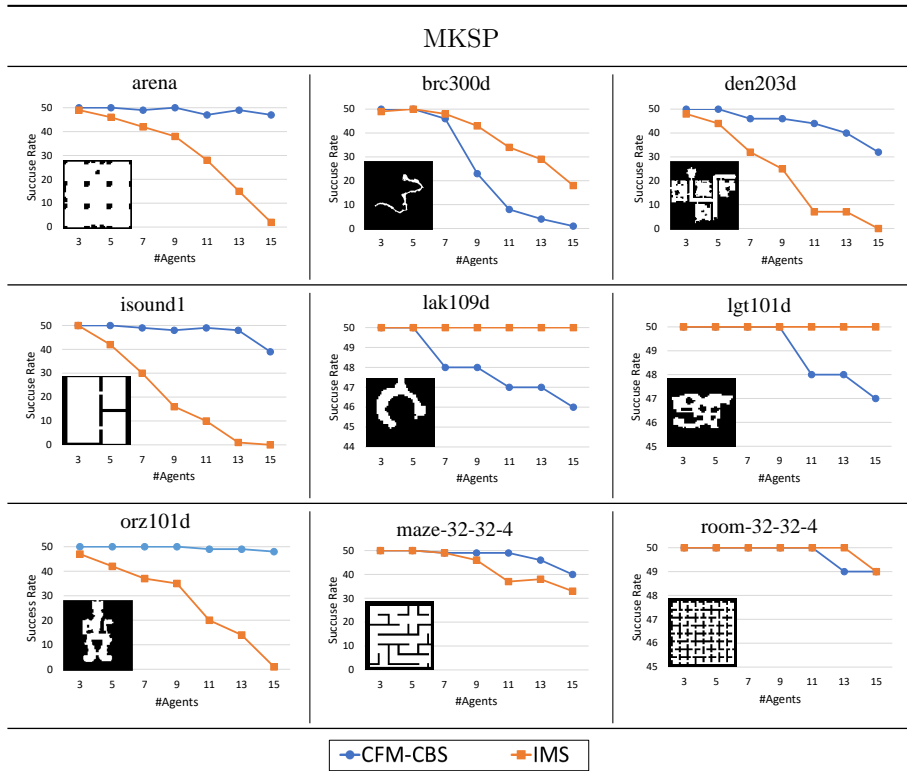 MKSP
arena
Succuse Rate
50
40
30
20
10
0
3 5 7 9 11 13 15
#Agents
brc300d
Succuse Rate
50
40
30
20
10
0
3 5 7 9 11 13 15
#Agents
den203d
Succuse Rate
50
40
30
20
10
0
3 5 7 9 11 13 15
#Agents
isound1
Succuse Rate
50
40
30
20
10
0
3 5 7 9 11 13 15
#Agents
lak109d
Succuse Rate
50
49
48
47
46
45
44
3 5 7 9 11 13 15
#Agents
lgt101d
Succuse Rate
50
49
48
47
46
45
3 5 7 9 11 13 15
#Agents
orz101d
Success Rate
50
40
30
20
10
0
3 5 7 9 11 13 15
#Agents
maze-32-32-4
Succuse Rate
50
40
30
20
10
0
3 5 7 9 11 13 15
#Agents
room-32-32-4
Succuse Rate
50
49
48
47
46
45
3 5 7 9 11 13 15
#Agents
CFM-CBS IMS